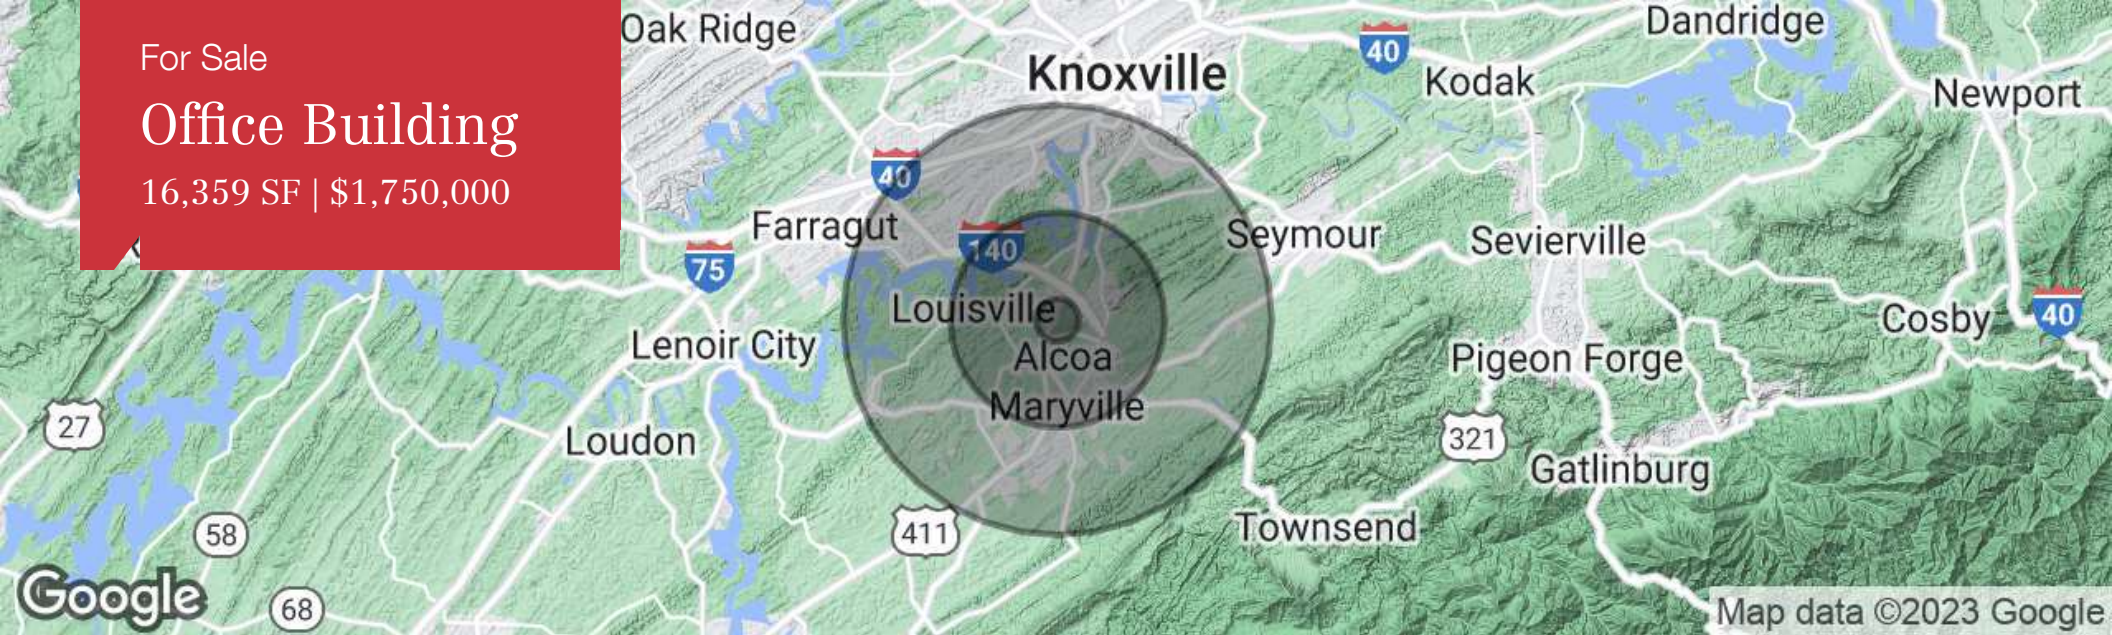 For Sale
Office Building
16,359 SF | $1,750,000
Oak Ridge
Knoxville
40
Kodak
Dandridge
Newport
40
Farragut
140
75
Seymour
Sevierville
Louisville
Lenoir City
Alcoa
Maryville
Pigeon Forge
Cosby
40
27
Loudon
321
Gatlinburg
58
411
Townsend
Google
68
Map data ©2023 Google